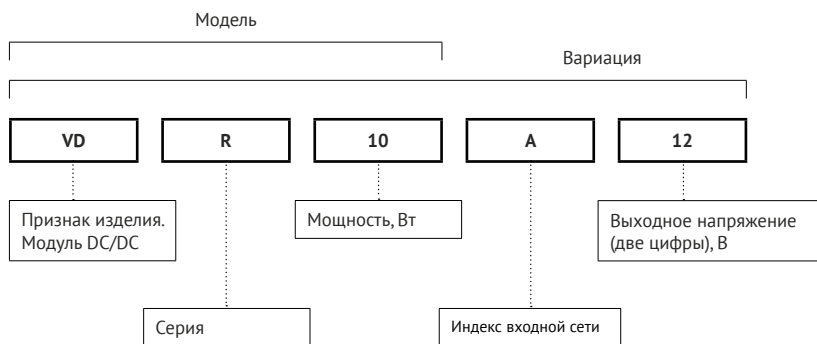 Модель
Вариация
VD
R
10
A
12
Признак изделия.
Модуль DC/DC
Мощность, Вт
Выходное напряжение
(две цифры), В
Серия
Индекс входной сети